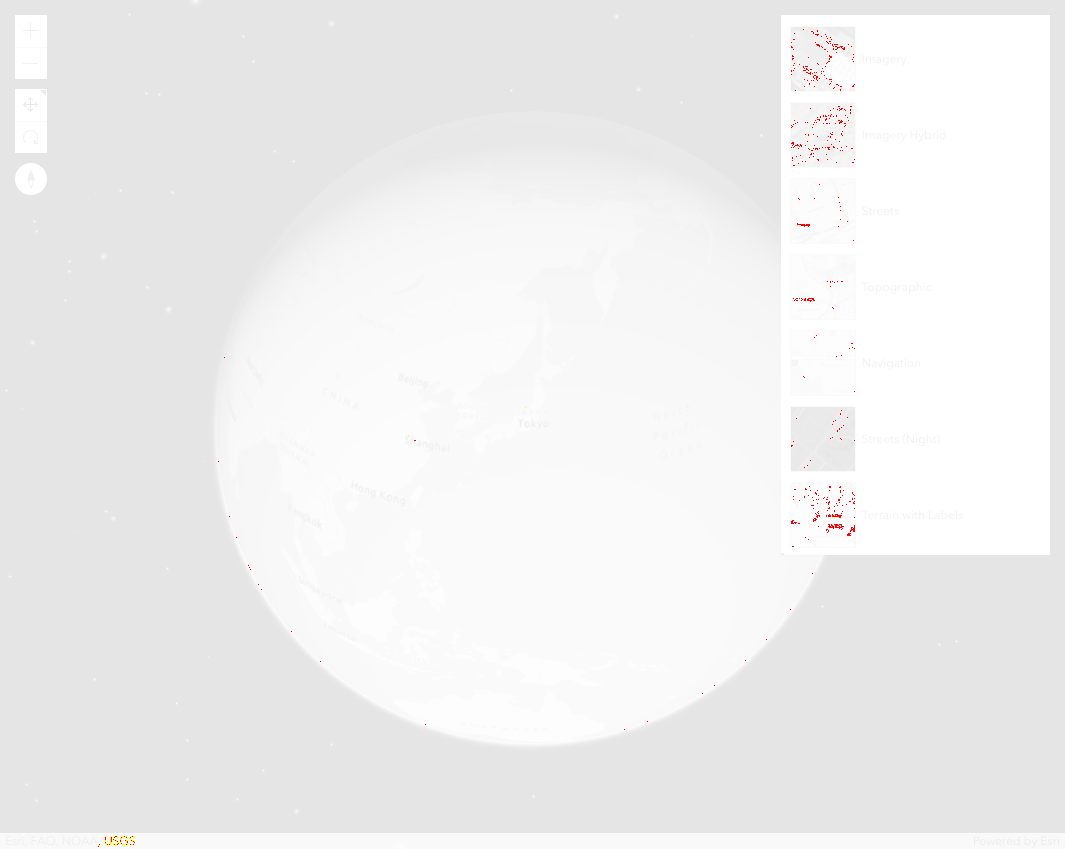 Imagery
Imagery Hybrid
Streets
Topographic
Navigation
Streets (Night)
Terrain with Labels
Beijing
CHINA
Tokyo
Shanghai
Hong Kong
Bangkok
Esri, FAO, NOAA, USGS
Powered by Esri